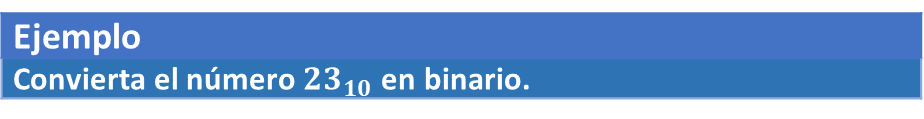 Ejemplo
Convierta el número 23₁₀ en binario.